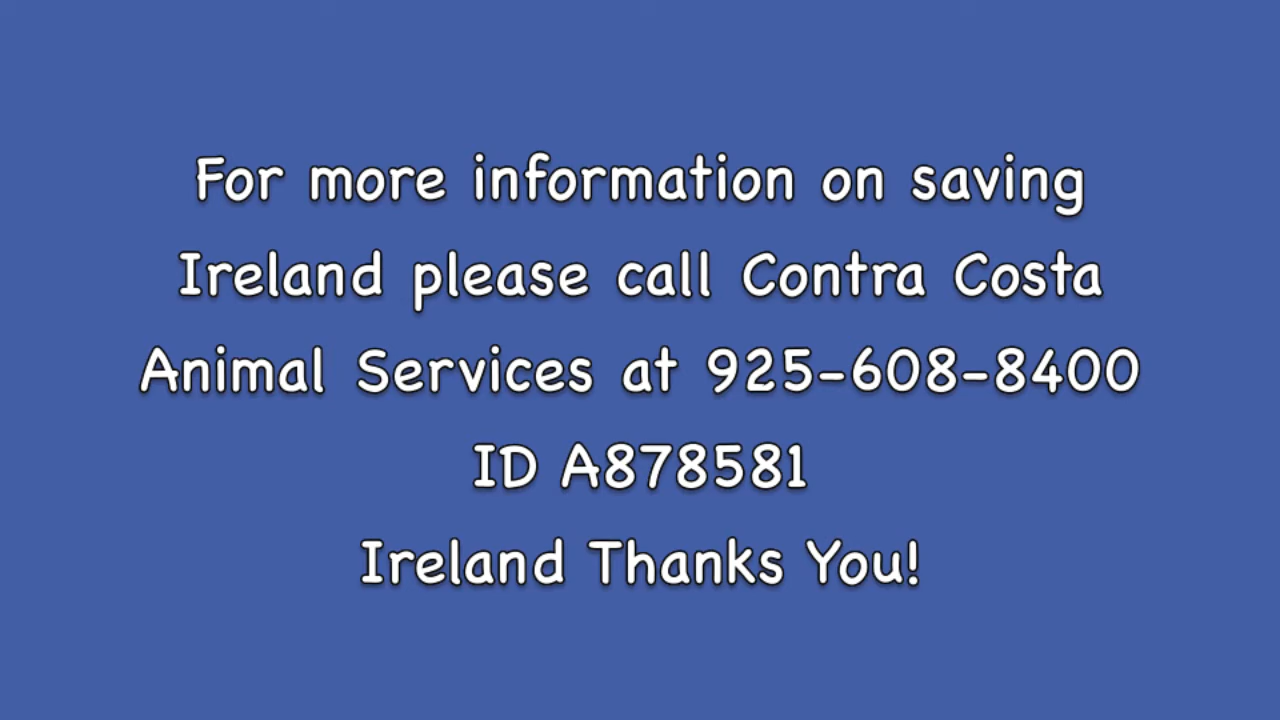 For more information on saving
Ireland please call Contra Costa
Animal Services at 925-608-8400
ID A878581
Ireland Thanks You!